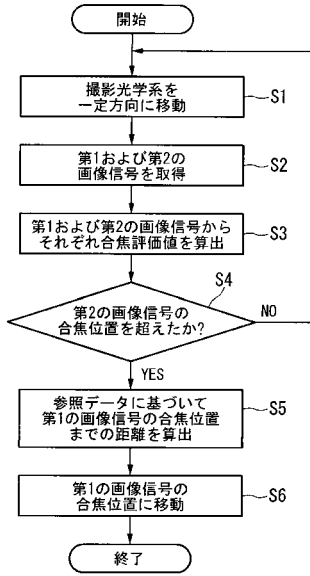 開始
撮影光学系を
一定方向に移動
S1
第1および第2の
画像信号を取得
S2
第1および第2の画像信号から
それぞれ合焦評価値を算出
S3
S4
第2の画像信号の
合焦位置を超えたか?
NO
YES
参照データに基づいて
第1の画像信号の合焦位置
までの距離を算出
S5
第1の画像信号の
合焦位置に移動
S6
終了